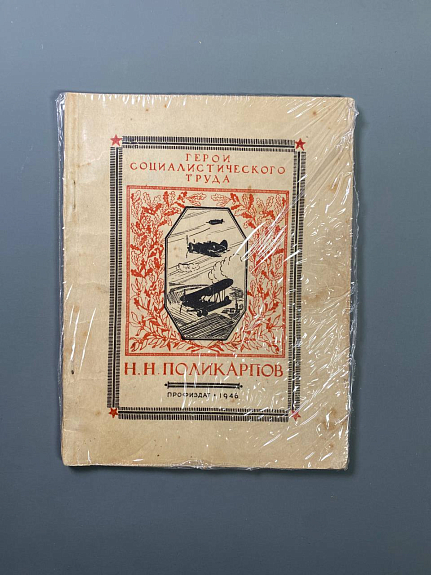 ГЕРОИ
СОЦИАЛИСТИЧЕСКОГО
ТРУДА
Н. Н. ПОЛИКАРПОВ
ПРОФИЗДАТ • 1946